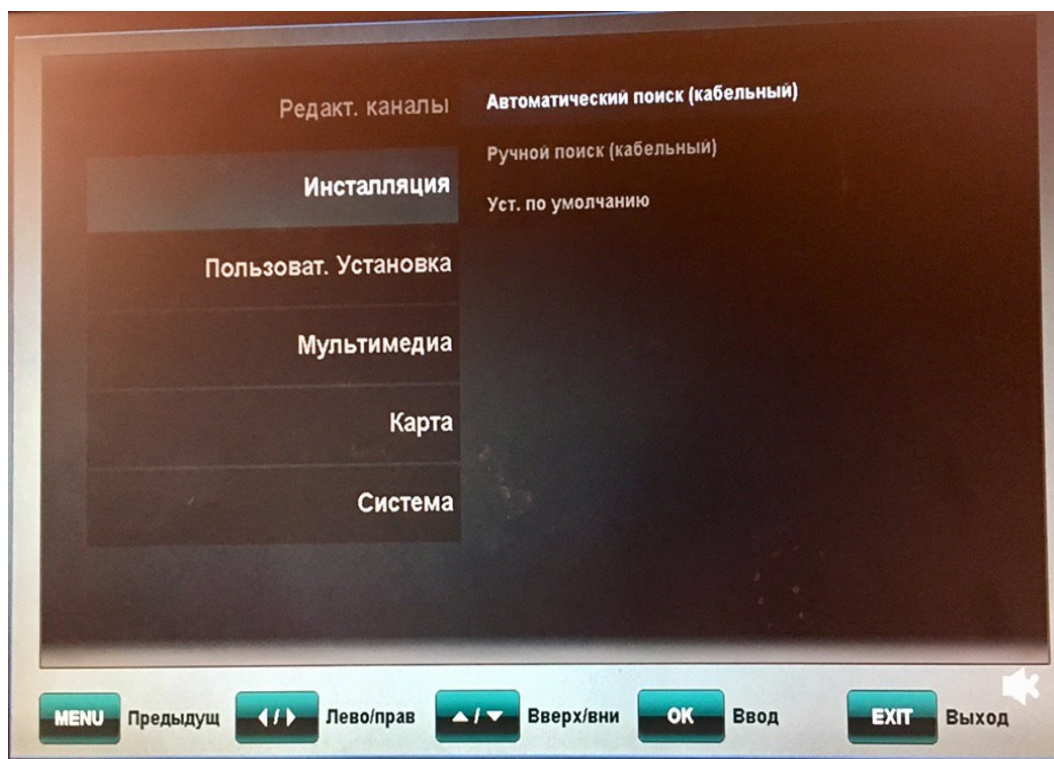 Редакт. каналы
Инсталляция
Пользоват. Установка
Мультимедиа
Карта
Система
Автоматический поиск (кабельный)
Ручной поиск (кабельный)
Уст. по умолчанию
MENU Предыдущ ◀/▶ Лево/прав ▲/▼ Вверх/вни OK Ввод EXIT Выход